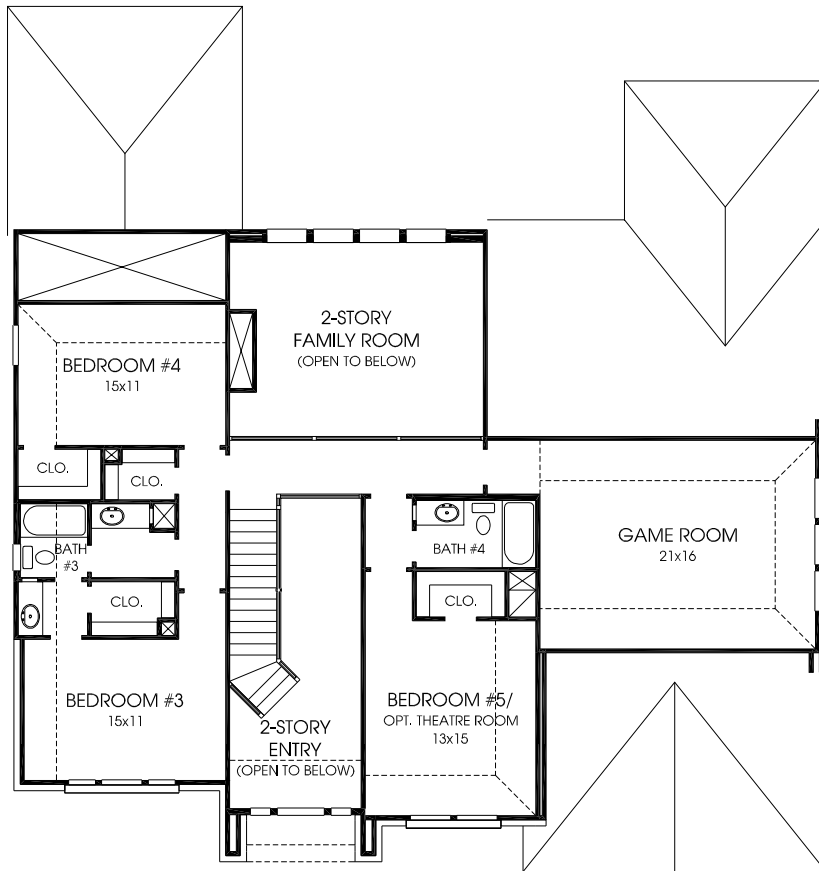 2-STORY
FAMILY ROOM
(OPEN TO BELOW)
BEDROOM #4
15x11
CLO.
CLO.
BATH
#3
CLO.
BEDROOM #3
15x11
2-STORY
ENTRY
(OPEN TO BELOW)
BATH #4
CLO.
BEDROOM #5/
OPT. THEATRE ROOM
13x15
GAME ROOM
21x16